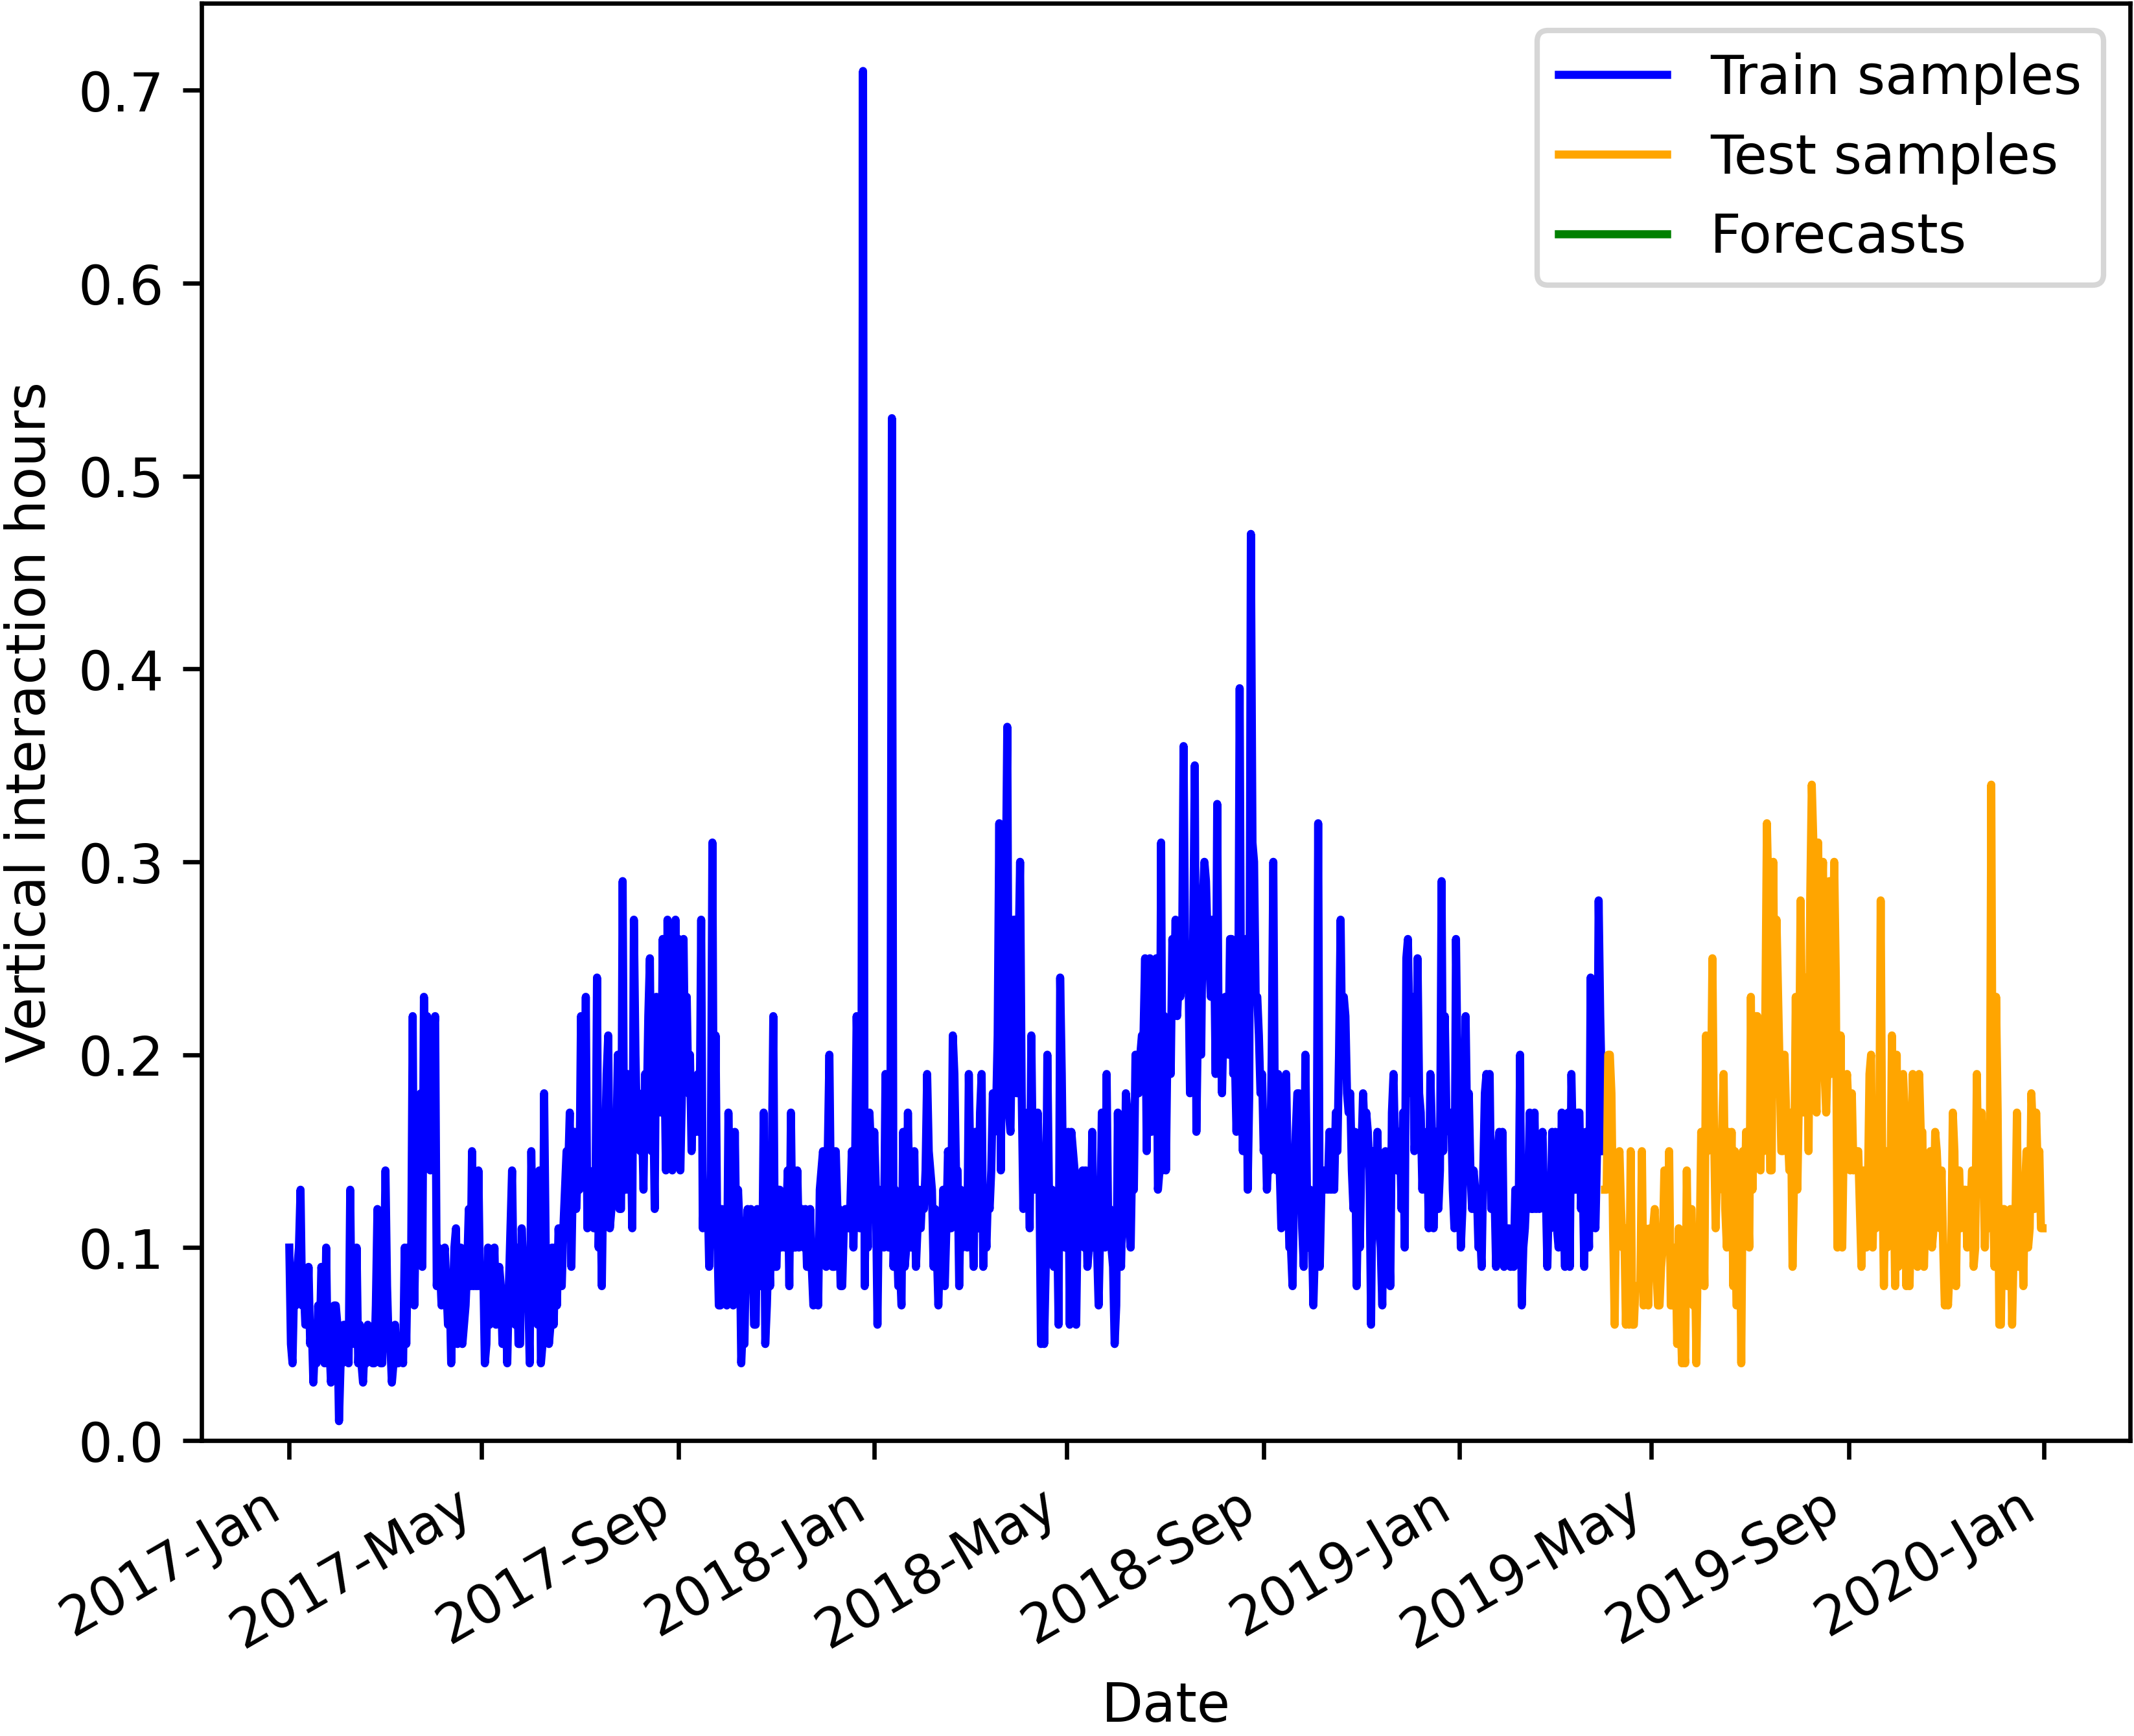 Train samples
Test samples
Forecasts
Vertical interaction hours
0.7
0.6
0.5
0.4
0.3
0.2
0.1
0.0
2017-Jan
2017-May
2017-Sep
2018-Jan
2018-May
2018-Sep
2019-Jan
2019-May
2019-Sep
2020-Jan
Date